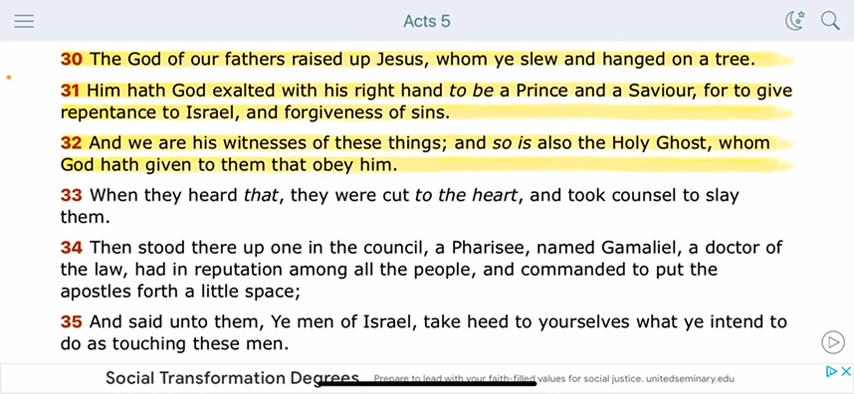 Acts 5
30 The God of our fathers raised up Jesus, whom ye slew and hanged on a tree.
31 Him hath God exalted with his right hand to be a Prince and a Saviour, for to give
repentance to Israel, and forgiveness of sins.
32 And we are his witnesses of these things; and so is also the Holy Ghost, whom
God hath given to them that obey him.
33 When they heard that, they were cut to the heart, and took counsel to slay
them.
34 Then stood there up one in the council, a Pharisee, named Gamaliel, a doctor of
the law, had in reputation among all the people, and commanded to put the
apostles forth a little space;
35 And said unto them, Ye men of Israel, take heed to yourselves what ye intend to
do as touching these men.
Social Transformation Degrees Prepare to lead with your faith-filled values for social justice. unitedseminary.edu